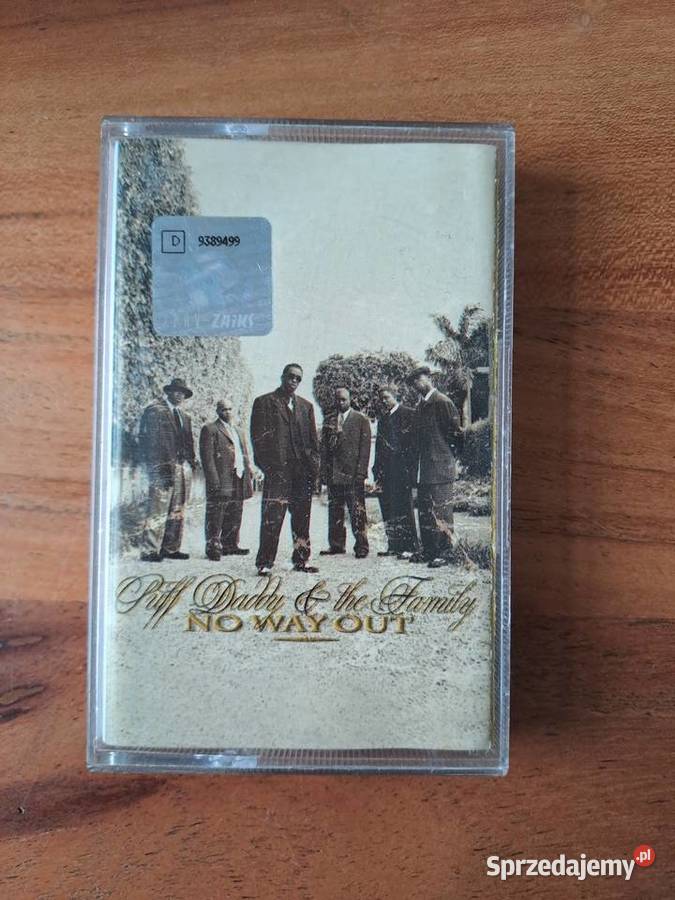 D 9389499
ZAiKS
Puff Daddy & the Family
NO WAY OUT
Sprzedajemy.pl